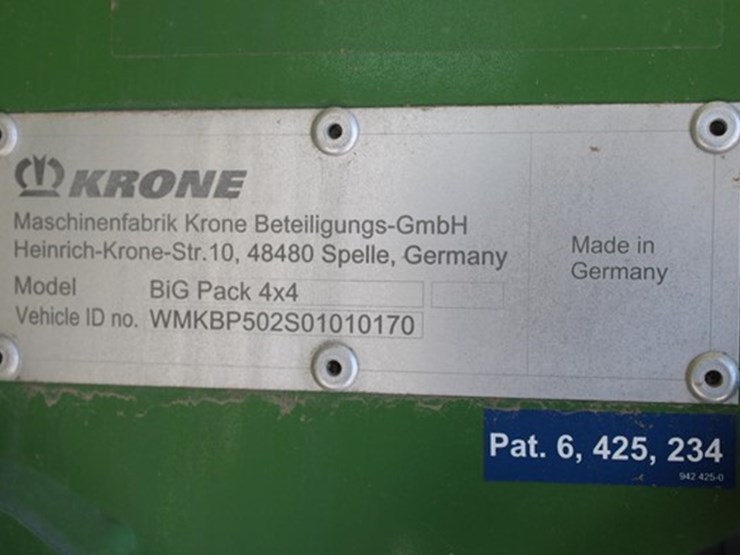 KRONE
Maschinenfabrik Krone Beteiligungs-GmbH
Heinrich-Krone-Str.10, 48480 Spelle, Germany
Model BiG Pack 4x4
Vehicle ID no. WMKBP502S01010170
Made in
Germany
Pat. 6, 425, 234
942 425-0